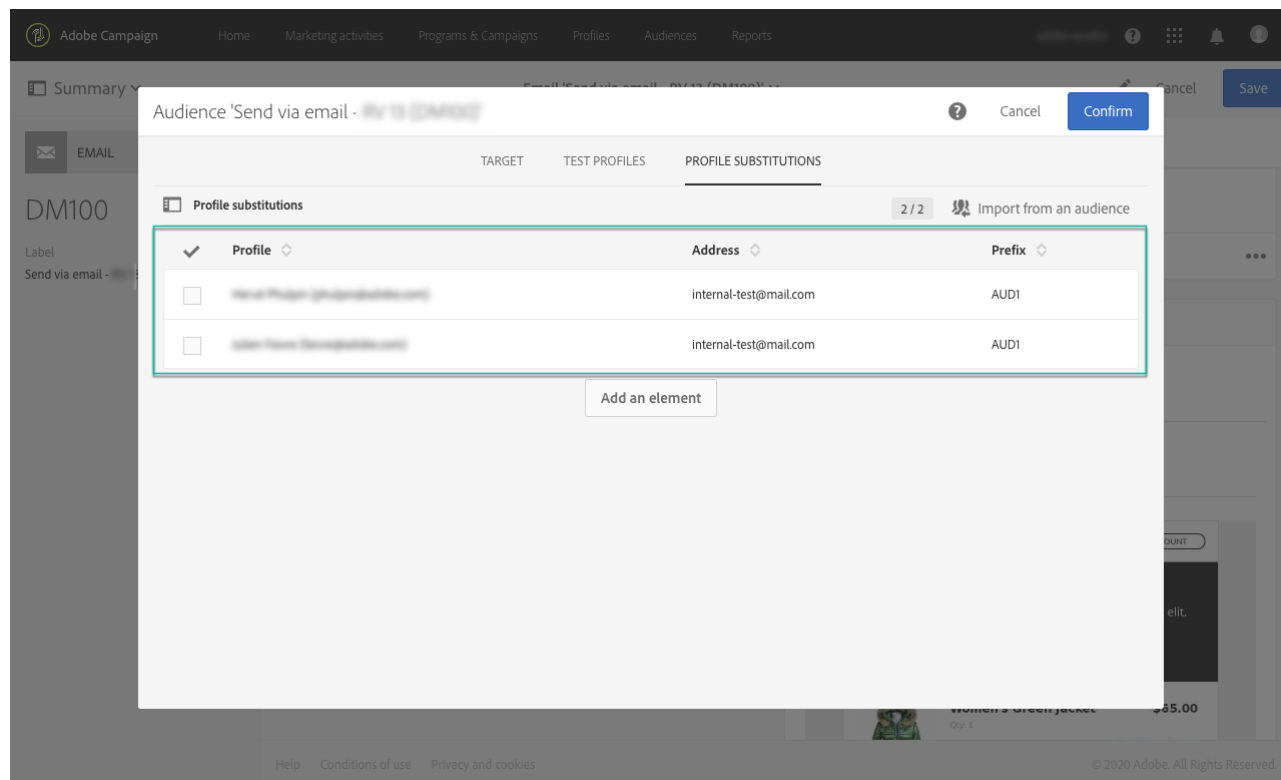 Adobe Campaign Home Marketing activities Programs & Campaigns Profiles Audiences Reports
Summary Cancel Save
Audience 'Send via email - Cancel Confirm
EMAIL
TARGET TEST PROFILES PROFILE SUBSTITUTIONS
DM100
Profile substitutions 2 / 2 Import from an audience
Label
Send via email -
Profile Address Prefix
internal-test@mail.com AUD1
internal-test@mail.com AUD1
Add an element
OUNT
elit.
Women's Green Jacket $65.00
Qty: 1
Help Conditions of use Privacy and cookies © 2020 Adobe. All Rights Reserved.